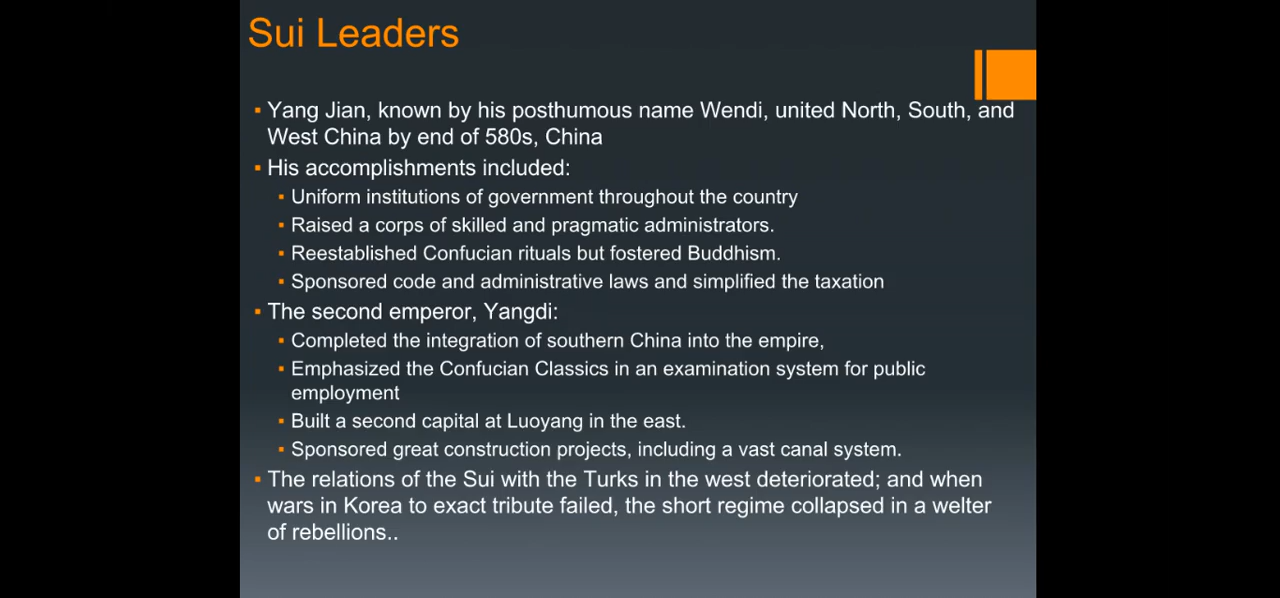 Sui Leaders
▪ Yang Jian, known by his posthumous name Wendi, united North, South, and
West China by end of 580s, China
▪ His accomplishments included:
▪ Uniform institutions of government throughout the country
▪ Raised a corps of skilled and pragmatic administrators.
▪ Reestablished Confucian rituals but fostered Buddhism.
▪ Sponsored code and administrative laws and simplified the taxation
▪ The second emperor, Yangdi:
▪ Completed the integration of southern China into the empire,
▪ Emphasized the Confucian Classics in an examination system for public
employment
▪ Built a second capital at Luoyang in the east.
▪ Sponsored great construction projects, including a vast canal system.
▪ The relations of the Sui with the Turks in the west deteriorated; and when
wars in Korea to exact tribute failed, the short regime collapsed in a welter
of rebellions..